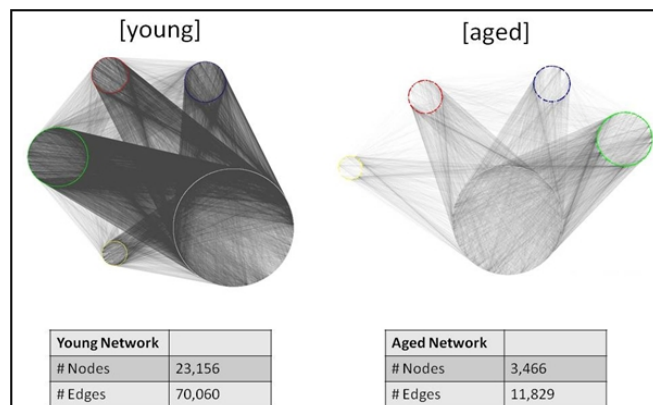 [young]
[aged]
Young Network
# Nodes 23,156
# Edges 70,060
Aged Network
# Nodes 3,466
# Edges 11,829